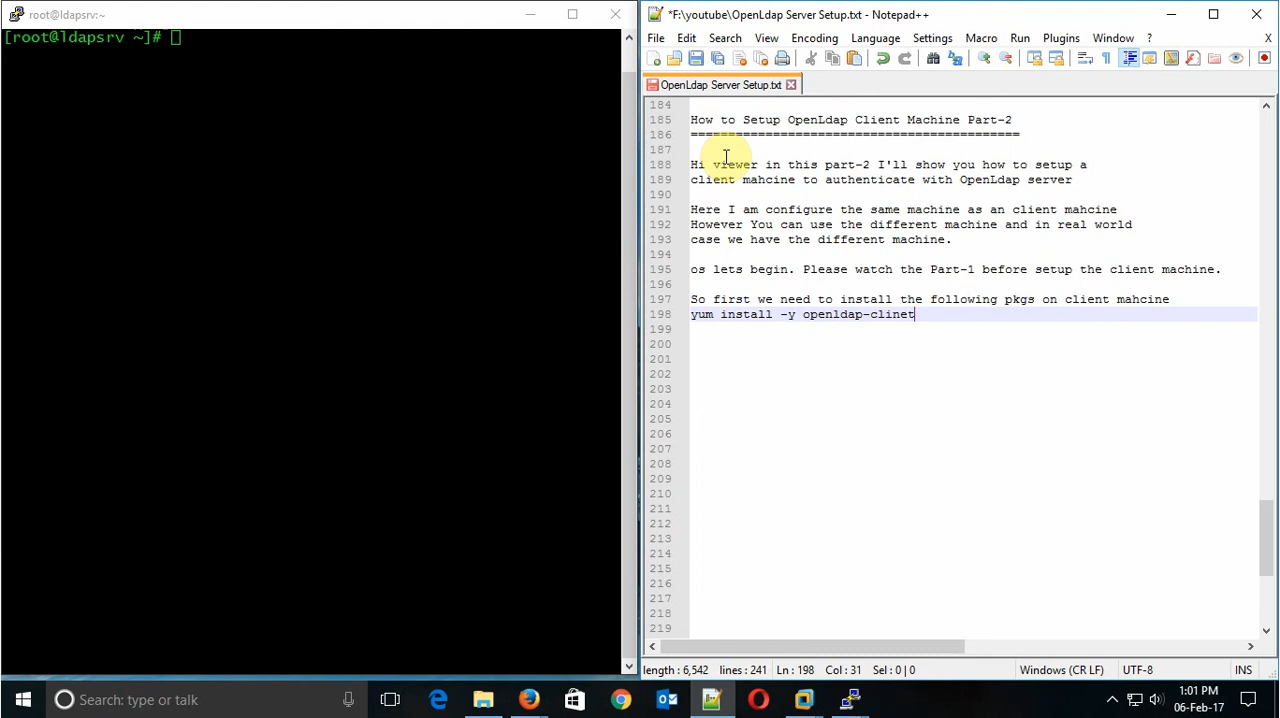 root@ldapsrv:~
[root@ldapsrv ~]#
*F:\youtube\OpenLdap Server Setup.txt - Notepad++
File Edit Search View Encoding Language Settings Macro Run Plugins Window ? X
OpenLdap Server Setup.txt
184
185 How to Setup OpenLdap Client Machine Part-2
186 ============================================
187
188 Hi viewer in this part-2 I'll show you how to setup a
189 client mahcine to authenticate with OpenLdap server
190
191 Here I am configure the same machine as an client mahcine
192 However You can use the different machine and in real world
193 case we have the different machine.
194
195 os lets begin. Please watch the Part-1 before setup the client machine.
196
197 So first we need to install the following pkgs on client mahcine
198 yum install -y openldap-clinet
199
200
201
202
203
204
205
206
207
208
209
210
211
212
213
214
215
216
217
218
219
length : 6,542 lines : 241 Ln : 198 Col : 31 Sel : 0 | 0 Windows (CR LF) UTF-8 INS
Search: type or talk
1:01 PM
06-Feb-17